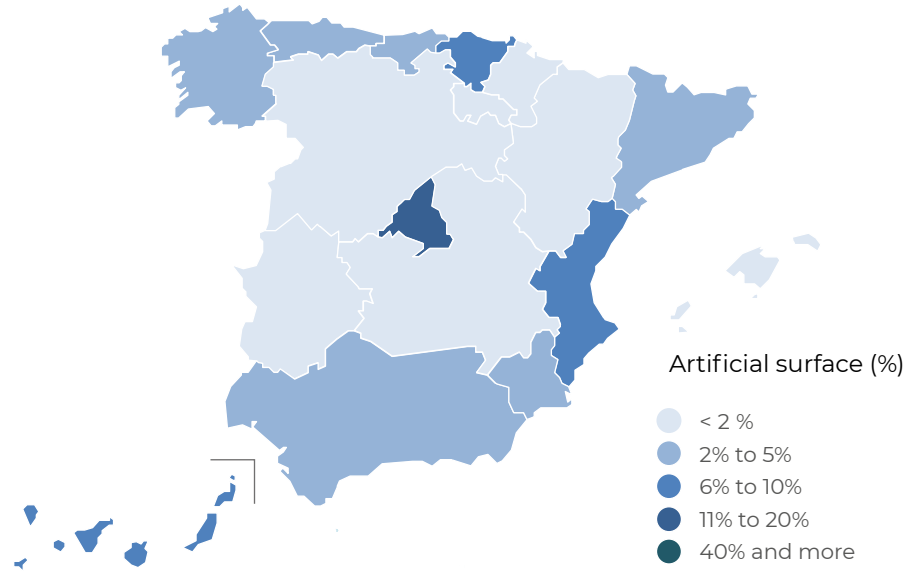 Artificial surface (%)
< 2 %
2% to 5%
6% to 10%
11% to 20%
40% and more